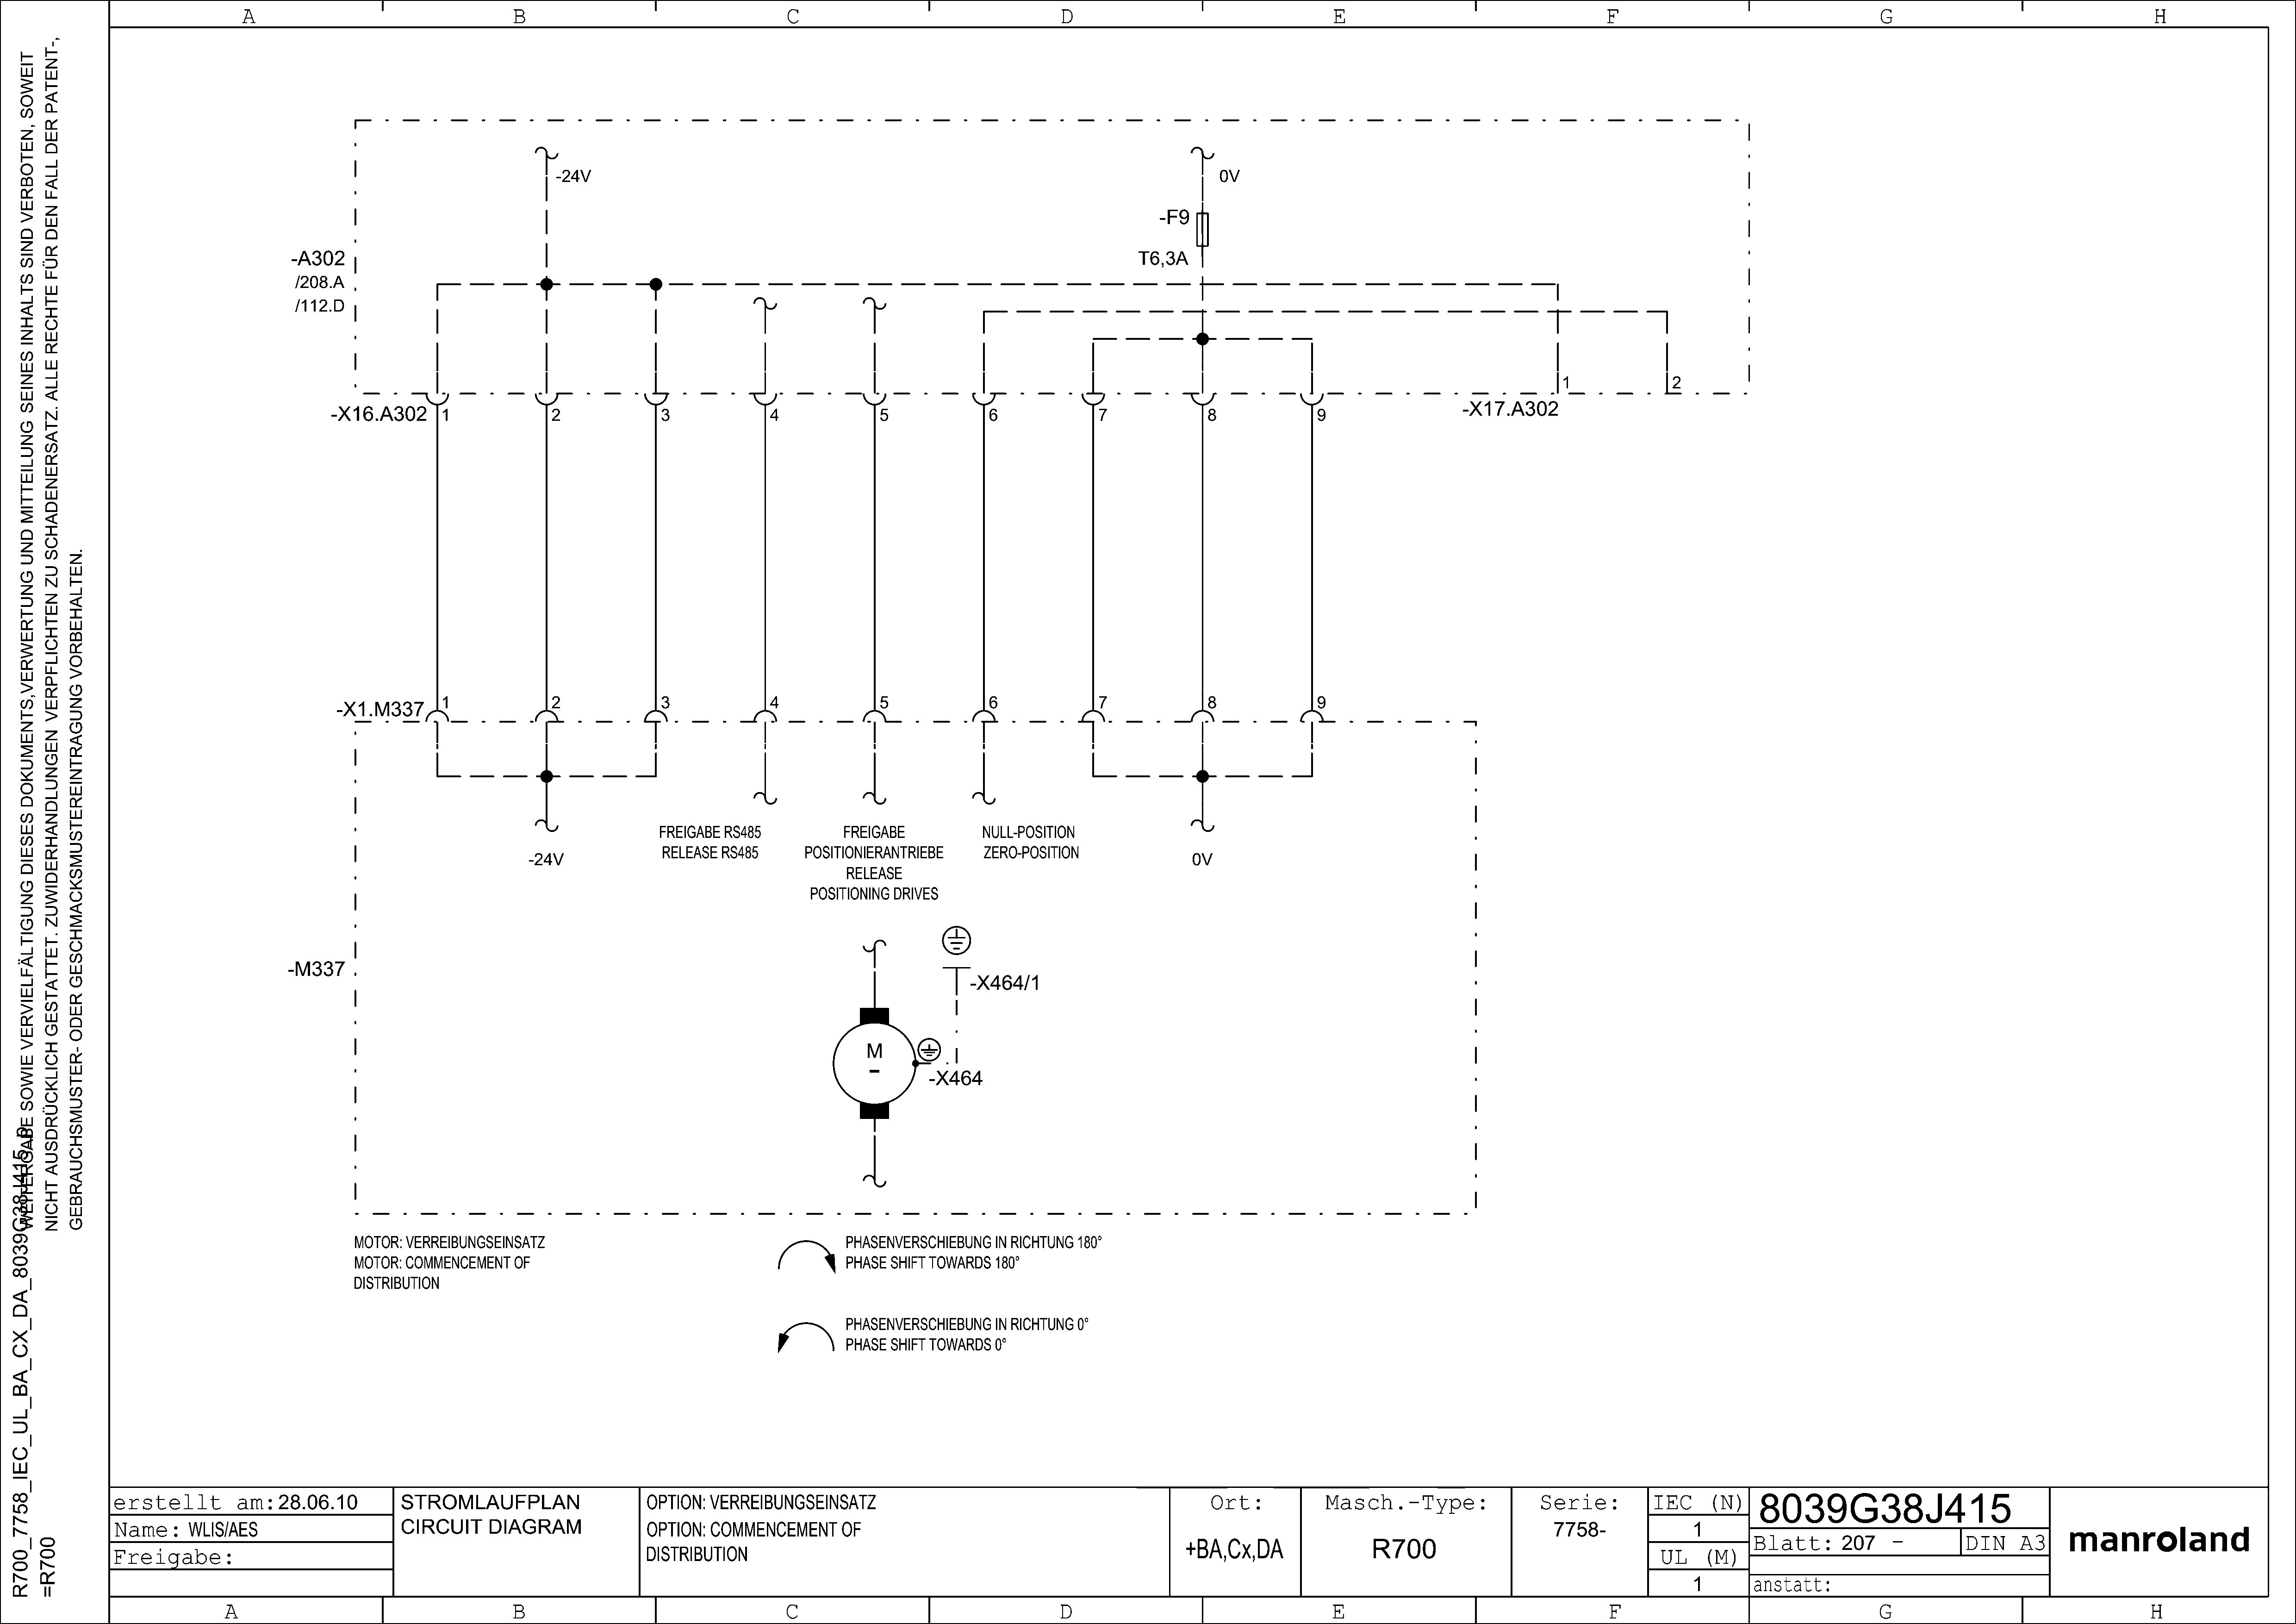 A B C D E F G H
WEITERGABE SOWIE VERVIELFÄLTIGUNG DIESES DOKUMENTS,VERWERTUNG UND MITTEILUNG SEINES INHALTS SIND VERBOTEN, SOWEIT
NICHT AUSDRÜCKLICH GESTATTET. ZUWIDERHANDLUNGEN VERPFLICHTEN ZU SCHADENERSATZ. ALLE RECHTE FÜR DEN FALL DER PATENT-,
GEBRAUCHSMUSTER- ODER GESCHMACKSMUSTEREINTRAGUNG VORBEHALTEN.
R700_7758_IEC_UL_BA_CX_DA_8039G38J415.p
=R700
-24V
0V
-F9
T6,3A
-A302
/208.A
/112.D
1 2
-X16.A302 1 2 3 4 5 6 7 8 9
-X17.A302
-X1.M337 1 2 3 4 5 6 7 8 9
-24V
FREIGABE RS485
RELEASE RS485
FREIGABE
POSITIONIERANTRIEBE
RELEASE
POSITIONING DRIVES
NULL-POSITION
ZERO-POSITION
0V
-M337
-X464/1
M
-
-X464
MOTOR: VERREIBUNGSEINSATZ
MOTOR: COMMENCEMENT OF
DISTRIBUTION
PHASENVERSCHIEBUNG IN RICHTUNG 180°
PHASE SHIFT TOWARDS 180°
PHASENVERSCHIEBUNG IN RICHTUNG 0°
PHASE SHIFT TOWARDS 0°
erstellt am: 28.06.10
Name: WLIS/AES
Freigabe:
STROMLAUFPLAN
CIRCUIT DIAGRAM
OPTION: VERREIBUNGSEINSATZ
OPTION: COMMENCEMENT OF
DISTRIBUTION
Ort:
+BA,Cx,DA
Masch.-Type:
R700
Serie:
7758-
IEC (N)
1
UL (M)
1
8039G38J415
Blatt: 207 -
DIN A3
anstatt:
manroland
A B C D E F G H